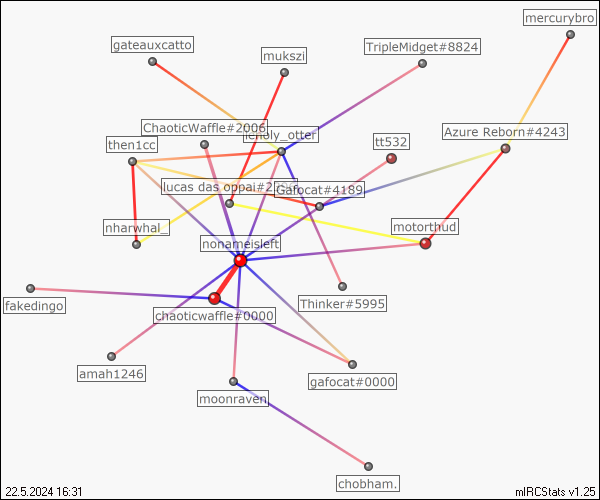 mercurybro
gateauxcatto
TripleMidget#8824
mukszi
ChaoticWaffle#2006
_otter
Azure Reborn#4243
then1cc
tt532
lucas das oppai#2
Gafocat#4189
nharwhal_
motorthud
nonameisleft
Thinker#5995
fakedingo
chaoticwaffle#0000
amah1246
gafocat#0000
moonraven
chobham.
22.5.2024 16:31
mIRCStats v1.25